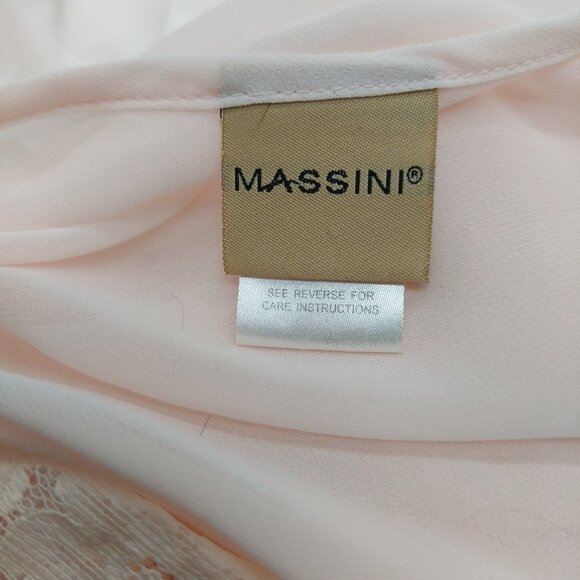 MASSINI®
SEE REVERSE FOR
CARE INSTRUCTIONS